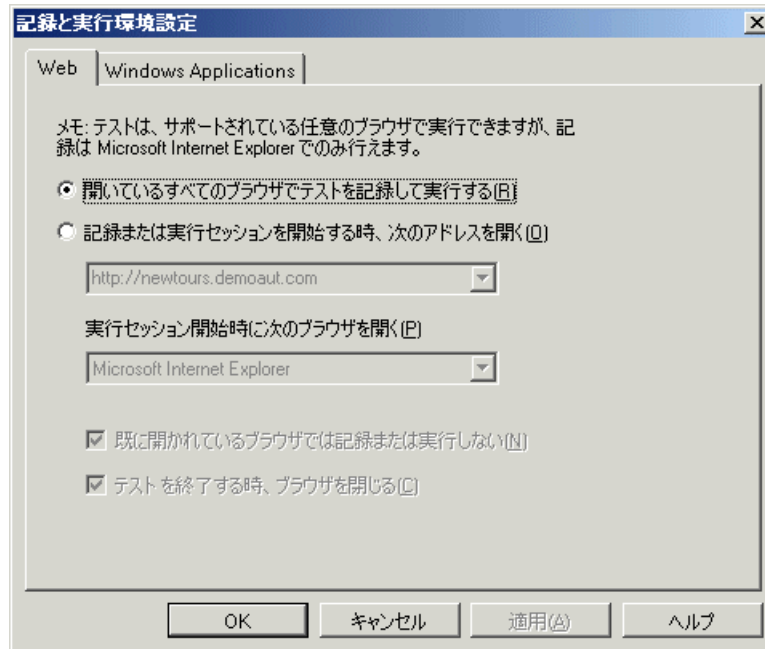 記録と実行環境設定
Web
Windows Applications
メモ: テストは、サポートされている任意のブラウザで実行できますが、記
録は Microsoft Internet Explorer でのみ行えます。
開いているすべてのブラウザでテストを記録して実行する(R)
記録または実行セッションを開始する時、次のアドレスを開く(O)
http://newtours.demoaut.com
実行セッション開始時に次のブラウザを開く(P)
Microsoft Internet Explorer
既に開かれているブラウザでは記録または実行しない(N)
テストを終了する時、ブラウザを閉じる(C)
OK
キャンセル
適用(A)
ヘルプ